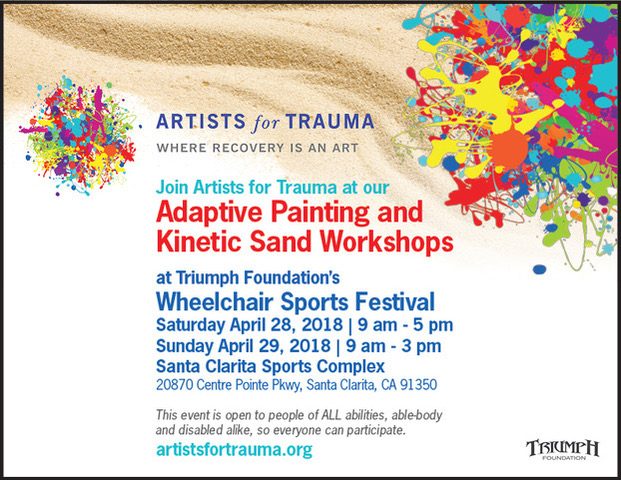 ARTISTS for TRAUMA
WHERE RECOVERY IS AN ART
Join Artists for Trauma at our
Adaptive Painting and
Kinetic Sand Workshops
at Triumph Foundation's
Wheelchair Sports Festival
Saturday April 28, 2018 | 9 am - 5 pm
Sunday April 29, 2018 | 9 am - 3 pm
Santa Clarita Sports Complex
20870 Centre Pointe Pkwy, Santa Clarita, CA 91350
This event is open to people of ALL abilities, able-body
and disabled alike, so everyone can participate.
artistsfortrauma.org
TRIUMPH
FOUNDATION